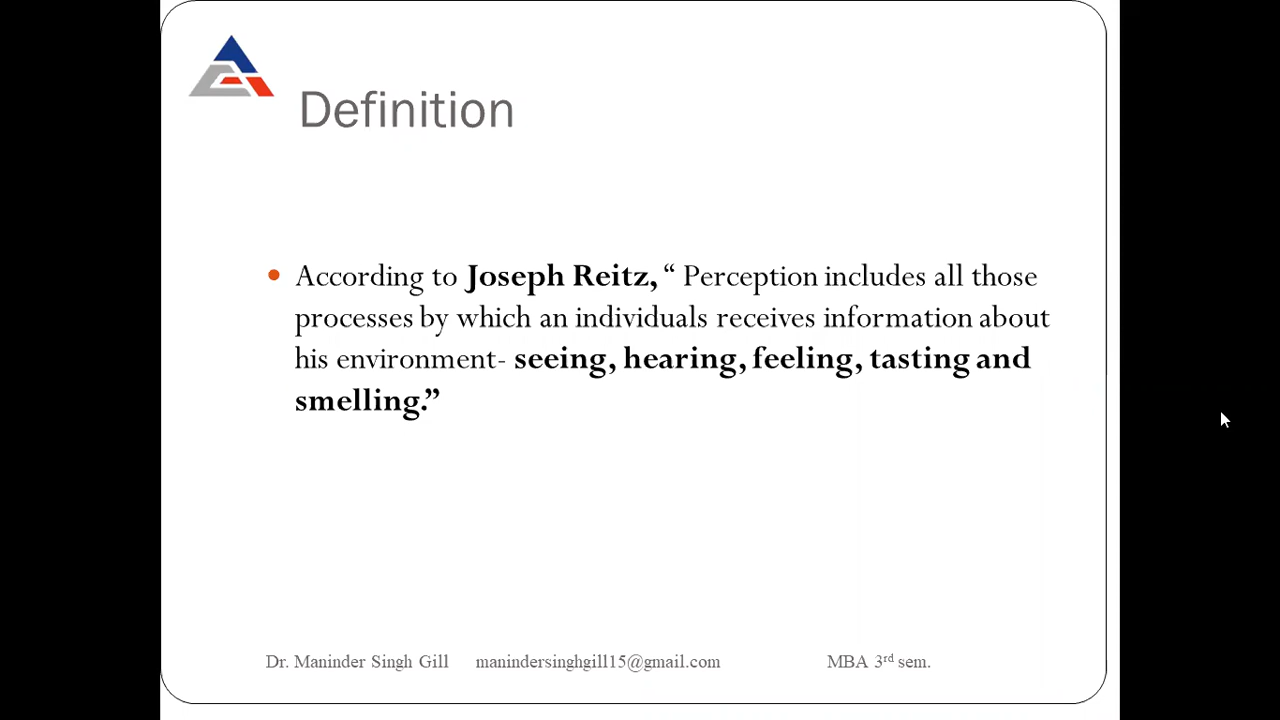 Definition
• According to Joseph Reitz, “ Perception includes all those
processes by which an individuals receives information about
his environment- seeing, hearing, feeling, tasting and
smelling.”
Dr. Maninder Singh Gill manindersinghgill15@gmail.com MBA 3rd sem.